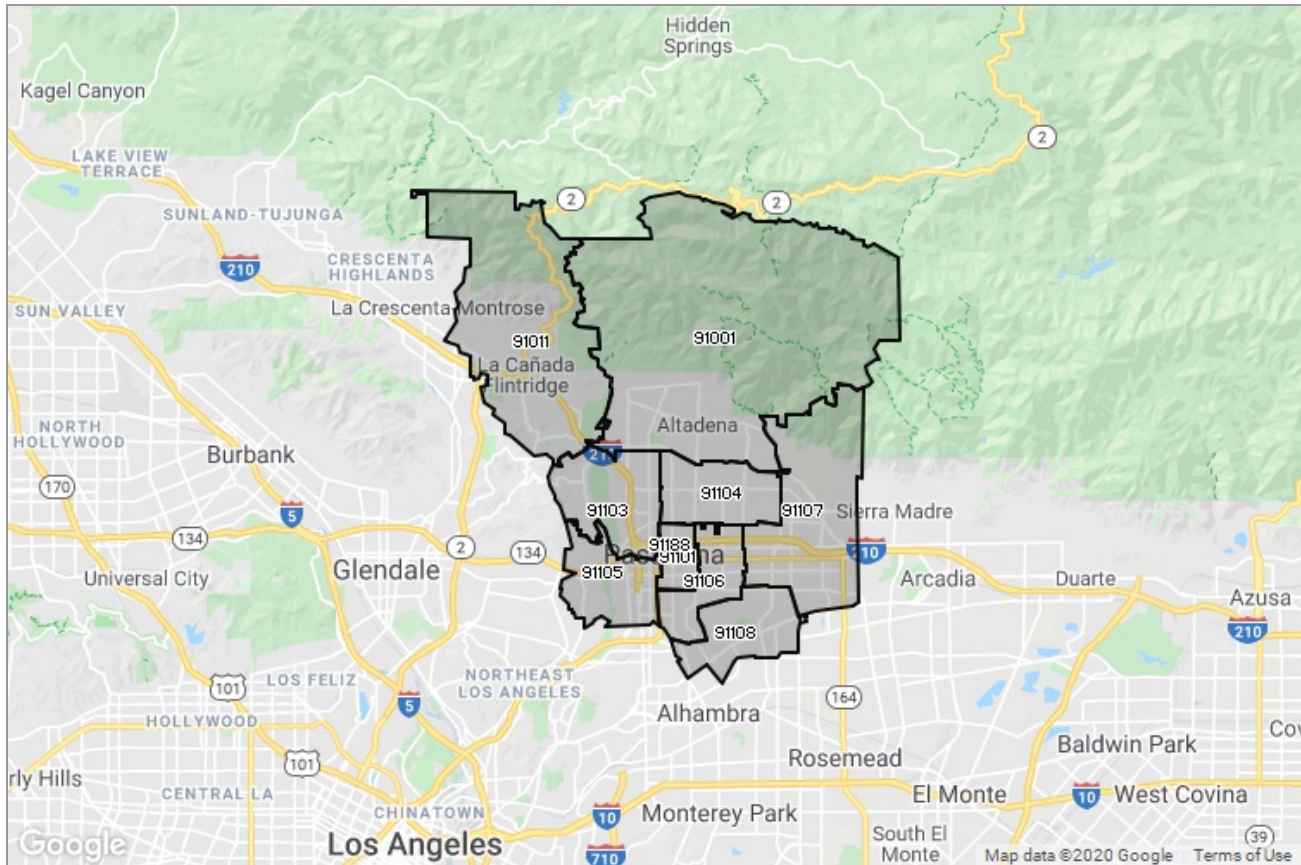 Hidden
Springs
Kagel Canyon
2
LAKE VIEW
TERRACE
2
2
SUNLAND-TUJUNGA
210
CRESCENTA
HIGHLANDS
SUN VALLEY
La Crescenta-Montrose
91011
91001
La Cañada
Flintridge
NORTH
HOLLYWOOD
Altadena
Burbank
210
170
91104
91103
91107
Sierra Madre
5
134
2
134
91188
Pasadena
91101
210
Glendale
Universal City
91105
91106
Arcadia
Duarte
Azusa
210
91108
LOS FELIZ
NORTHEAST
LOS ANGELES
101
5
164
HOLLYWOOD
Alhambra
101
Rosemead
Baldwin Park
rly Hills
CENTRAL LA
El Monte
10
West Covina
CHINATOWN
10
Monterey Park
Los Angeles
South El
Monte
39
710
Google
Map data ©2020 Google
Terms of Use